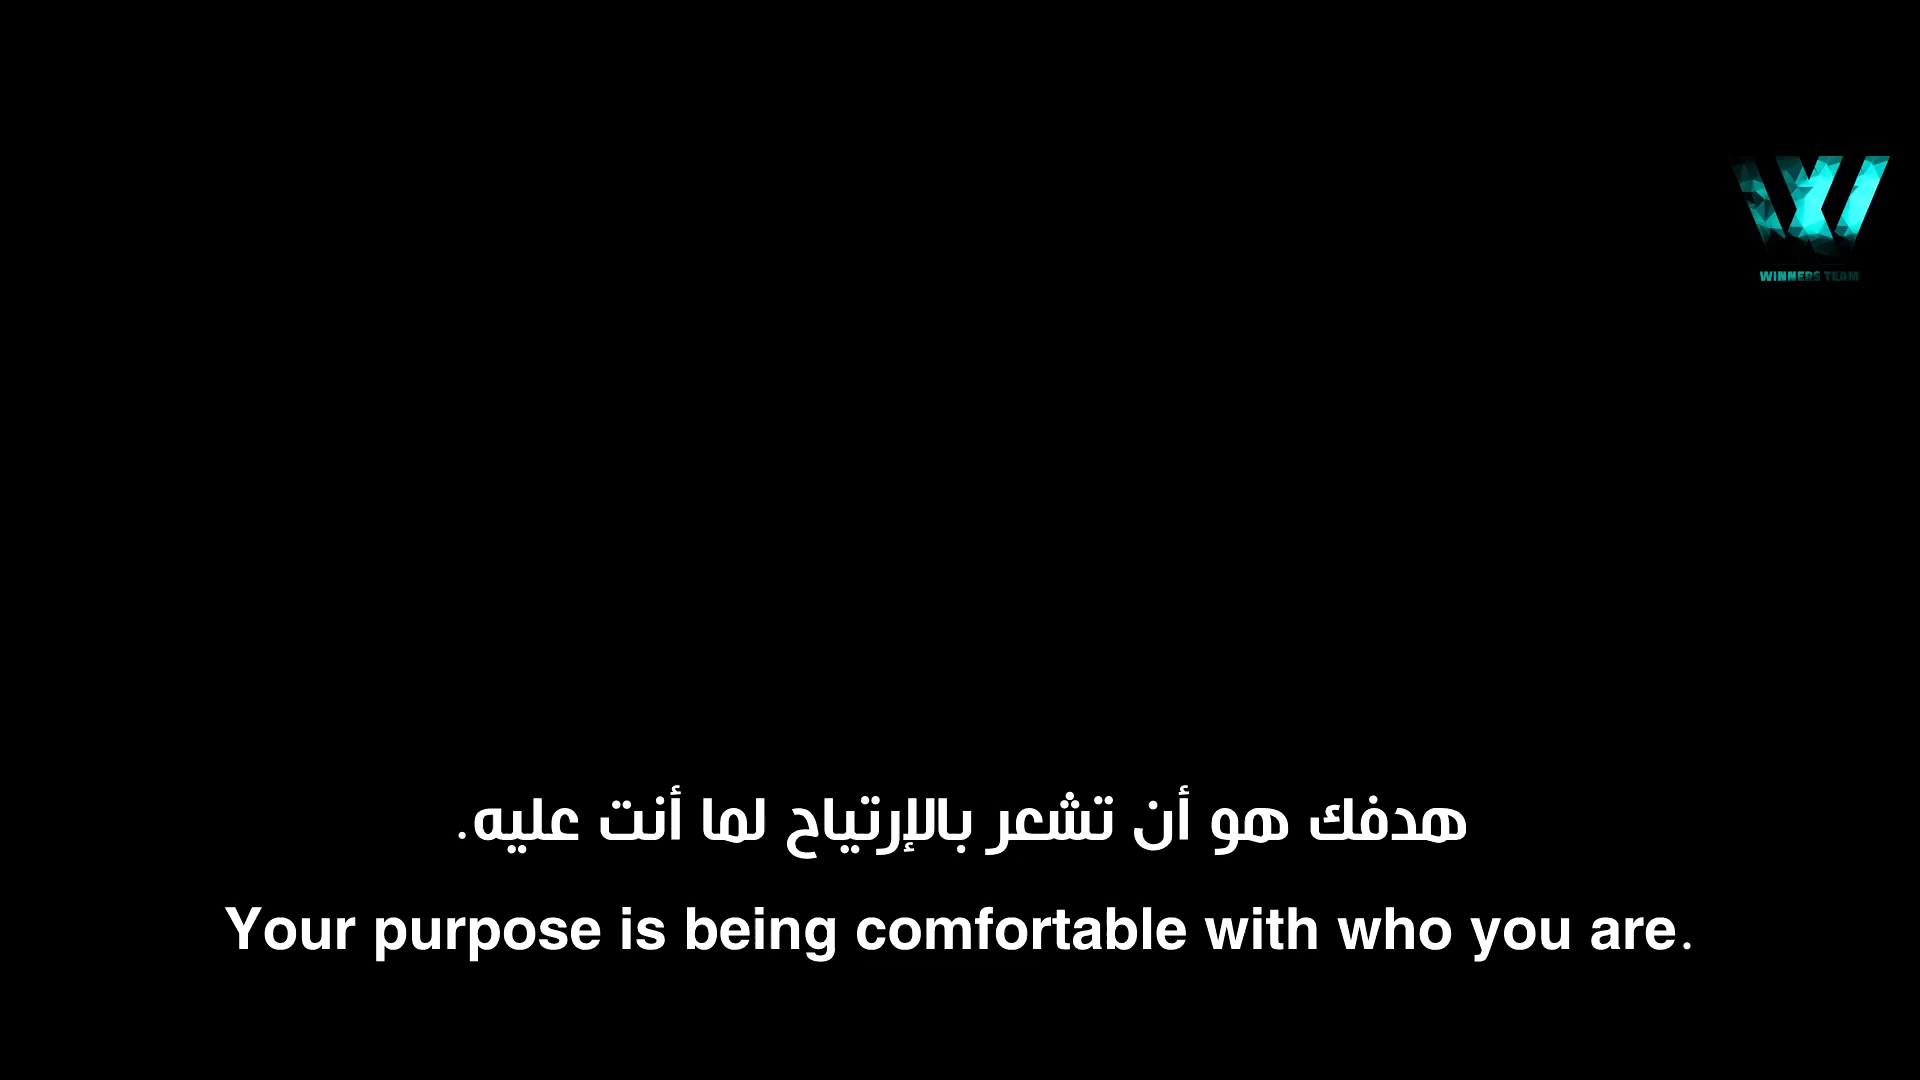 WINNERS TEAM
هدفك هو أن تشعر بالإرتياح لما أنت عليه.
Your purpose is being comfortable with who you are.